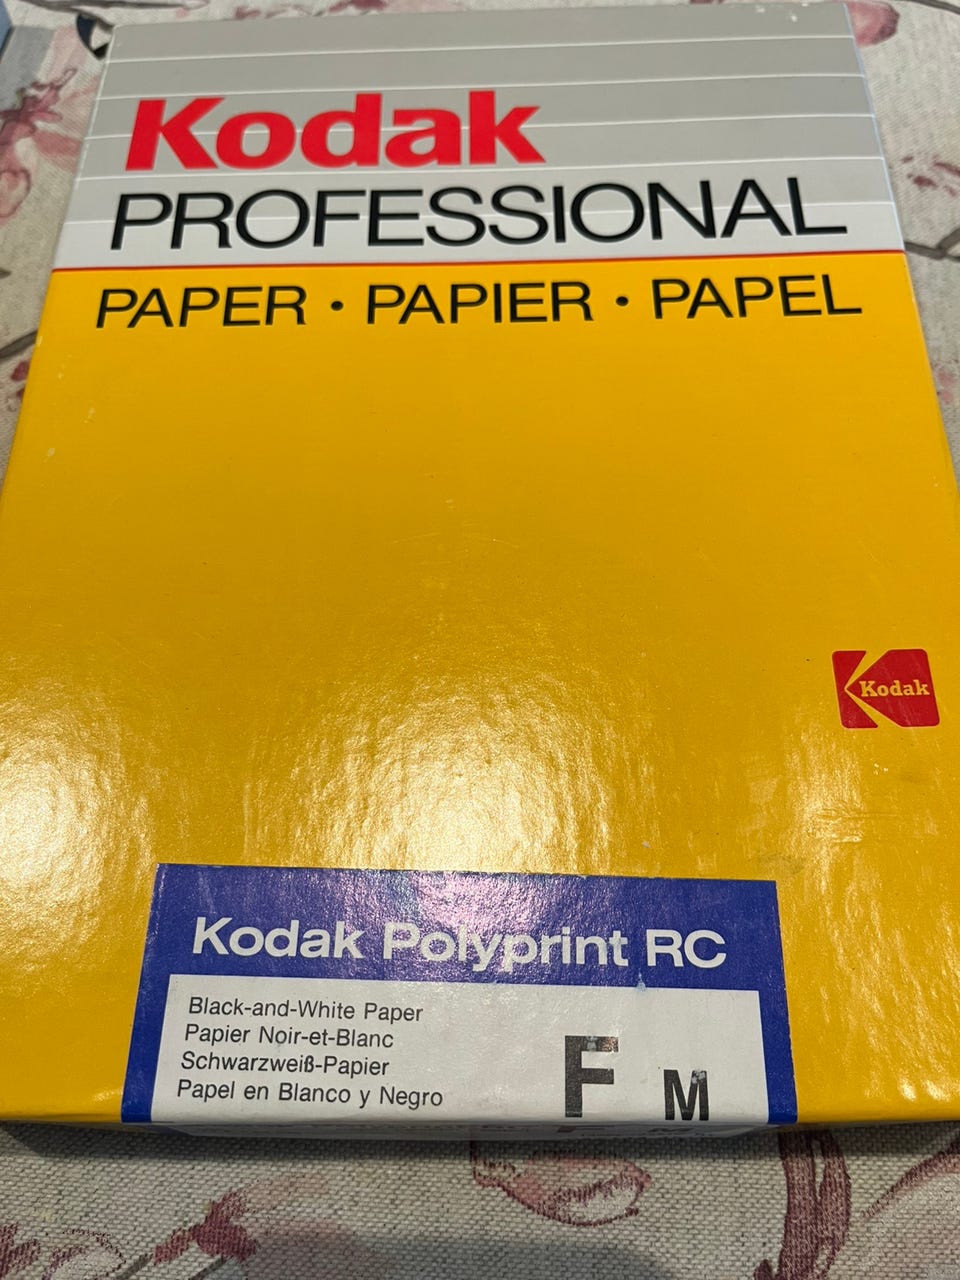 Kodak
PROFESSIONAL
PAPER • PAPIER • PAPEL
Kodak
Kodak Polyprint RC
Black-and-White Paper
Papier Noir-et-Blanc
Schwarzweiß-Papier
Papel en Blanco y Negro
F M